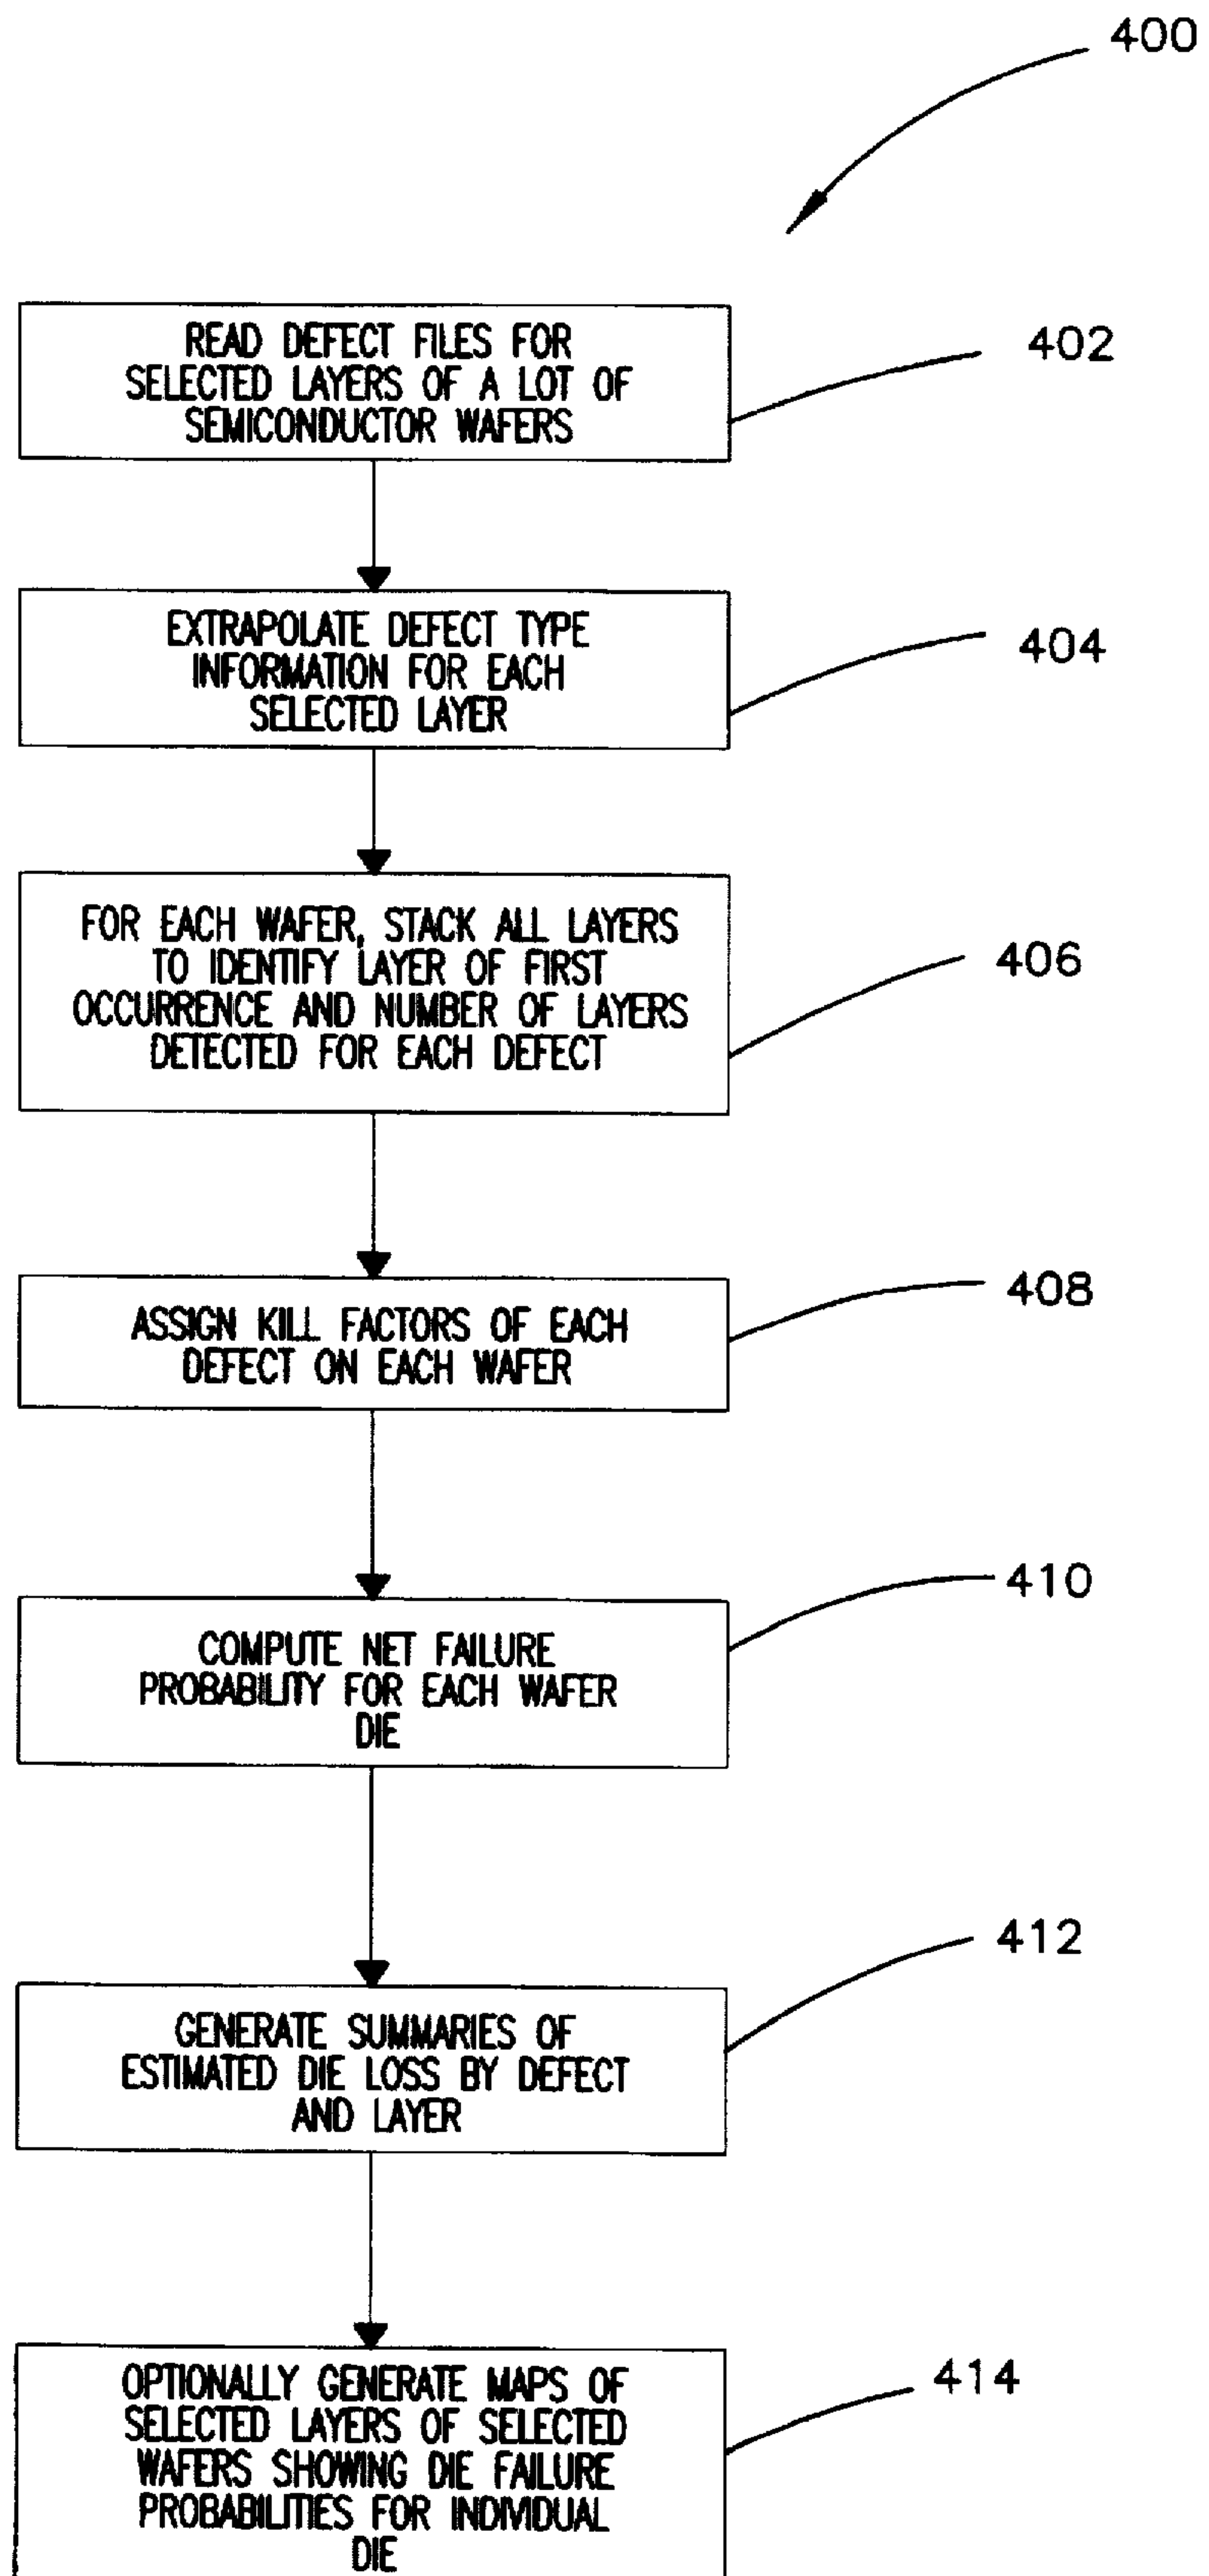 400
READ DEFECT FILES FOR
SELECTED LAYERS OF A LOT OF
SEMICONDUCTOR WAFERS
402
EXTRAPOLATE DEFECT TYPE
INFORMATION FOR EACH
SELECTED LAYER
404
FOR EACH WAFER, STACK ALL LAYERS
TO IDENTIFY LAYER OF FIRST
OCCURRENCE AND NUMBER OF LAYERS
DETECTED FOR EACH DEFECT
406
ASSIGN KILL FACTORS OF EACH
DEFECT ON EACH WAFER
408
COMPUTE NET FAILURE
PROBABILITY FOR EACH WAFER
DIE
410
GENERATE SUMMARIES OF
ESTIMATED DIE LOSS BY DEFECT
AND LAYER
412
OPTIONALLY GENERATE MAPS OF
SELECTED LAYERS OF SELECTED
WAFERS SHOWING DIE FAILURE
PROBABILITIES FOR INDIVIDUAL
DIE
414